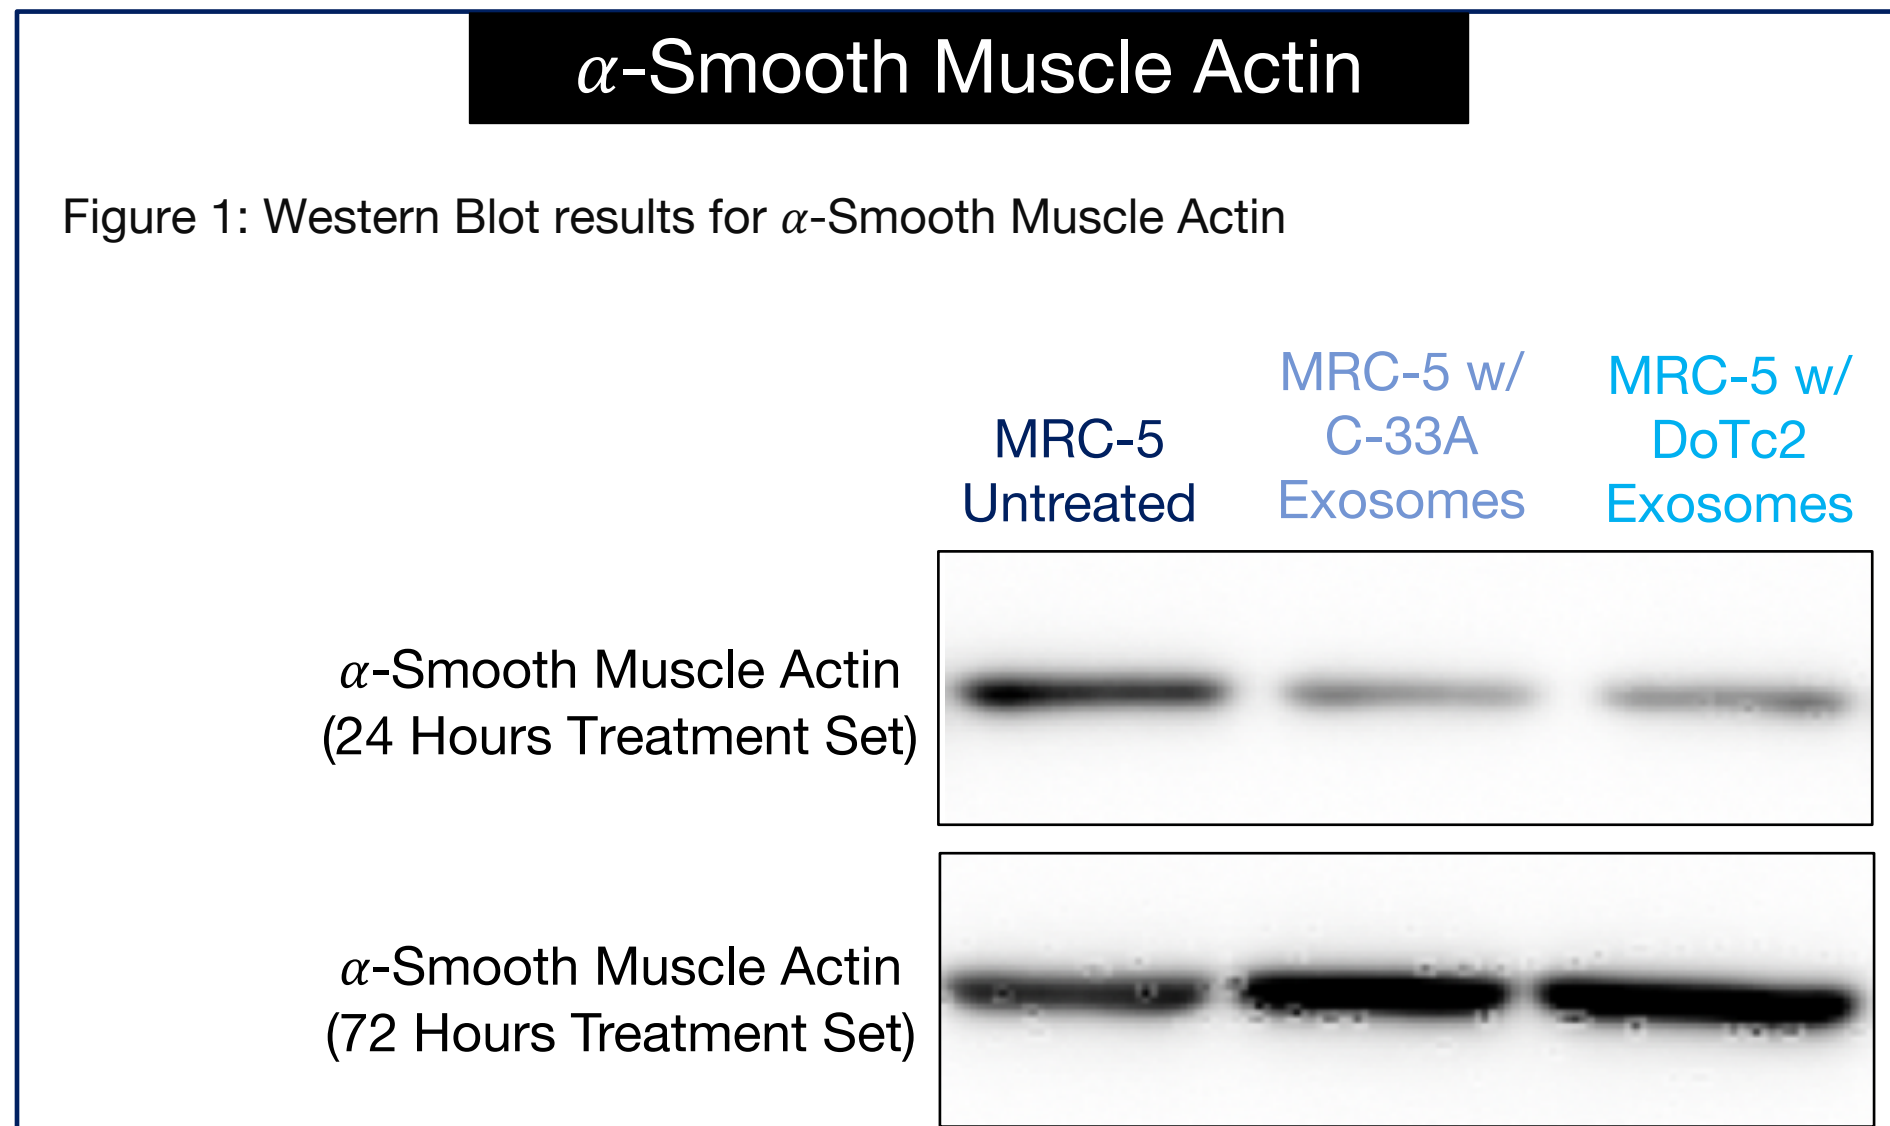 α-Smooth Muscle Actin
Figure 1: Western Blot results for α-Smooth Muscle Actin
MRC-5
Untreated
MRC-5 w/
C-33A
Exosomes
MRC-5 w/
DoTc2
Exosomes
α-Smooth Muscle Actin
(24 Hours Treatment Set)
α-Smooth Muscle Actin
(72 Hours Treatment Set)